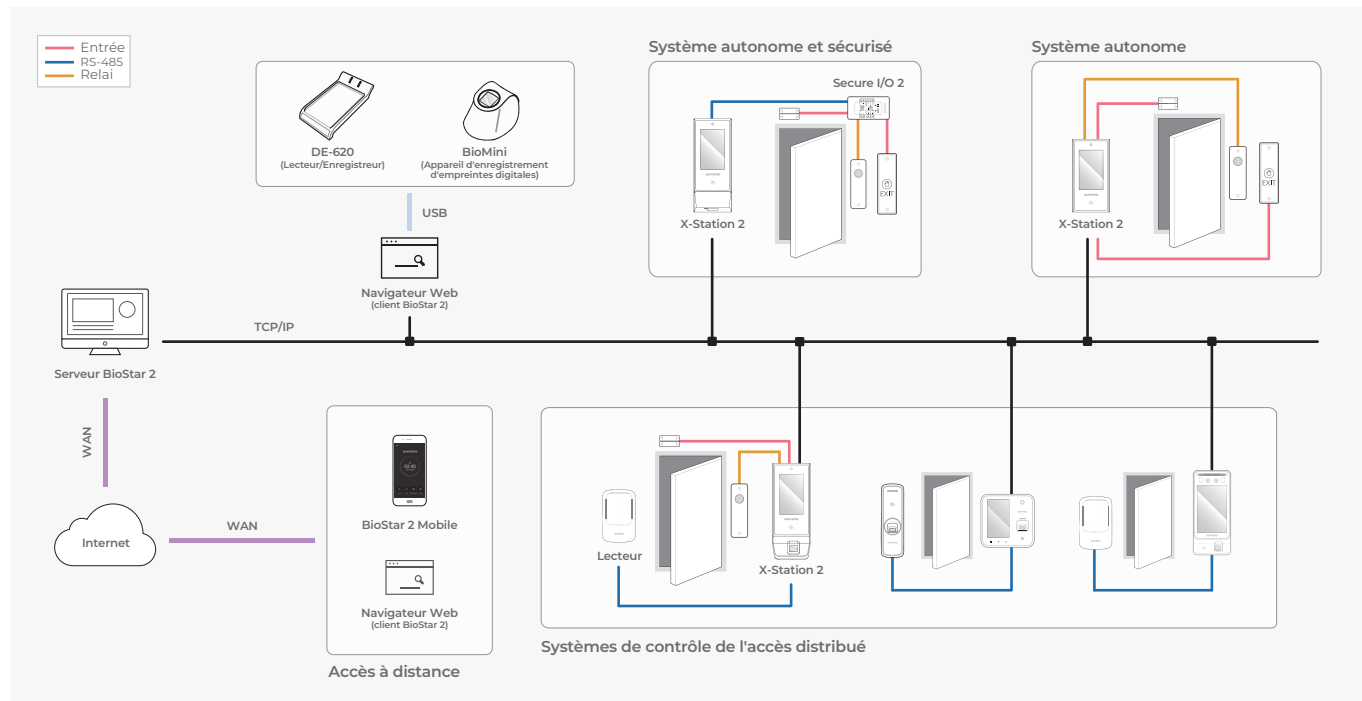 Entrée
RS-485
Relai
DE-620
(Lecteur/Enregistreur)
BioMini
(Appareil d'enregistrement
d'empreintes digitales)
USB
Navigateur Web
(client BioStar 2)
Serveur BioStar 2
TCP/IP
Système autonome et sécurisé
Secure I/O 2
EXIT
X-Station 2
Système autonome
EXIT
X-Station 2
WAN
Internet
WAN
02:45
BioStar 2 Mobile
Navigateur Web
(client BioStar 2)
Accès à distance
Lecteur
X-Station 2
Systèmes de contrôle de l'accès distribué